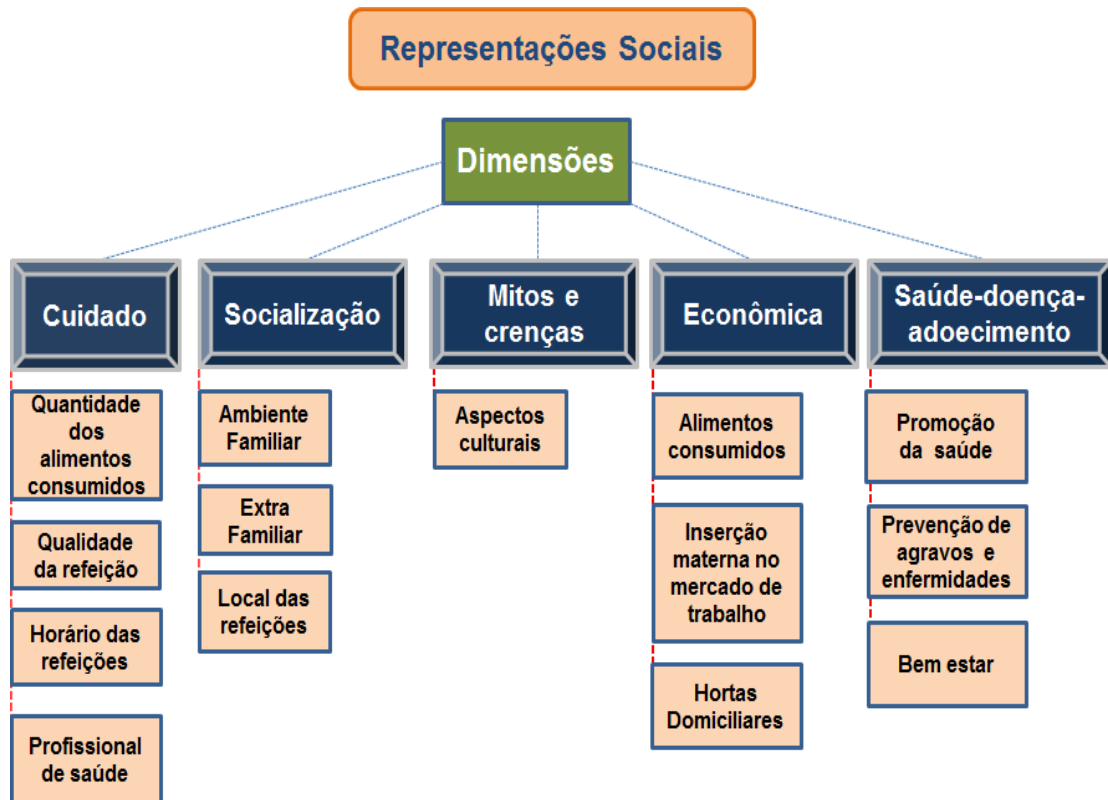 Representações Sociais
Dimensões
Cuidado
Quantidade
dos
alimentos
consumidos
Qualidade
da refeição
Horário das
refeições
Profissional
de saúde
Socialização
Ambiente
Familiar
Extra
Familiar
Local das
refeições
Mitos e
crenças
Aspectos
culturais
Econômica
Alimentos
consumidos
Inserção
materna no
mercado de
trabalho
Hortas
Domiciliares
Saúde-doença-
adoecimento
Promoção
da saúde
Prevenção de
agravos e
enfermidades
Bem estar